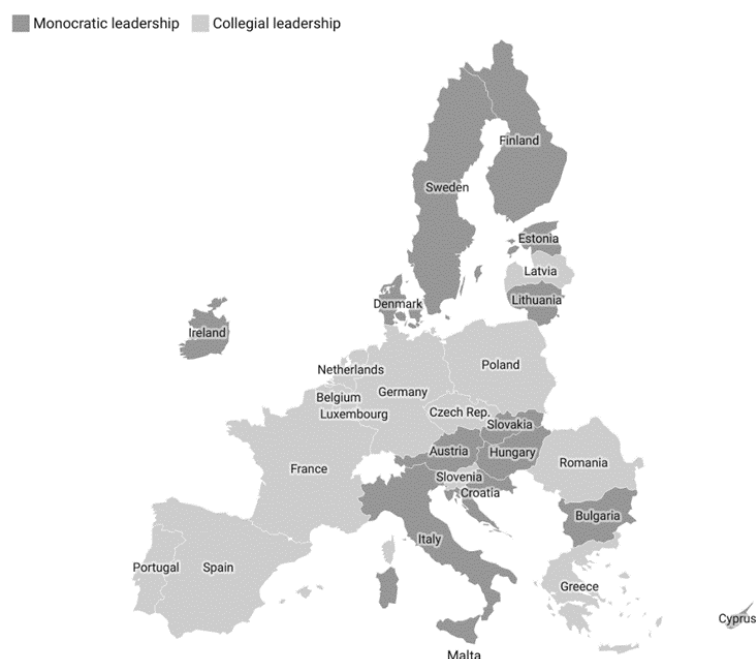 Monocratic leadership
Collegial leadership
Finland
Sweden
Estonia
Latvia
Denmark
Lithuania
Ireland
Netherlands
Poland
Belgium
Germany
Luxembourg
Czech Rep.
Slovakia
Austria
Hungary
France
Romania
Slovenia
Croatia
Bulgaria
Italy
Portugal
Spain
Greece
Cyprus
Malta